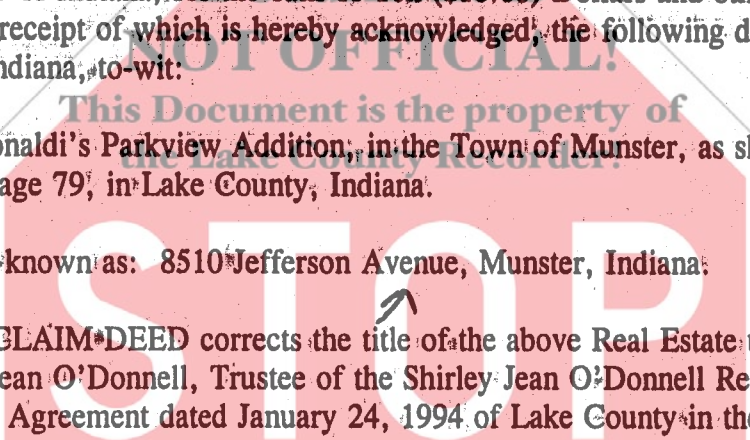 receipt of which is hereby acknowledged, the following
NOT OFFICIAL!
ndiana, to-wit:
This Document is the property of
onaldi's Parkview Addition, in the Town of Munster, as
the Lake County Recorder!
age 79, in Lake County, Indiana.
STOP
known as: 8510 Jefferson Avenue, Munster, Indiana.
CLAIM DEED corrects the title of the above Real Estate
ean O'Donnell, Trustee of the Shirley Jean O'Donnell Re
Agreement dated January 24, 1994 of Lake County in th